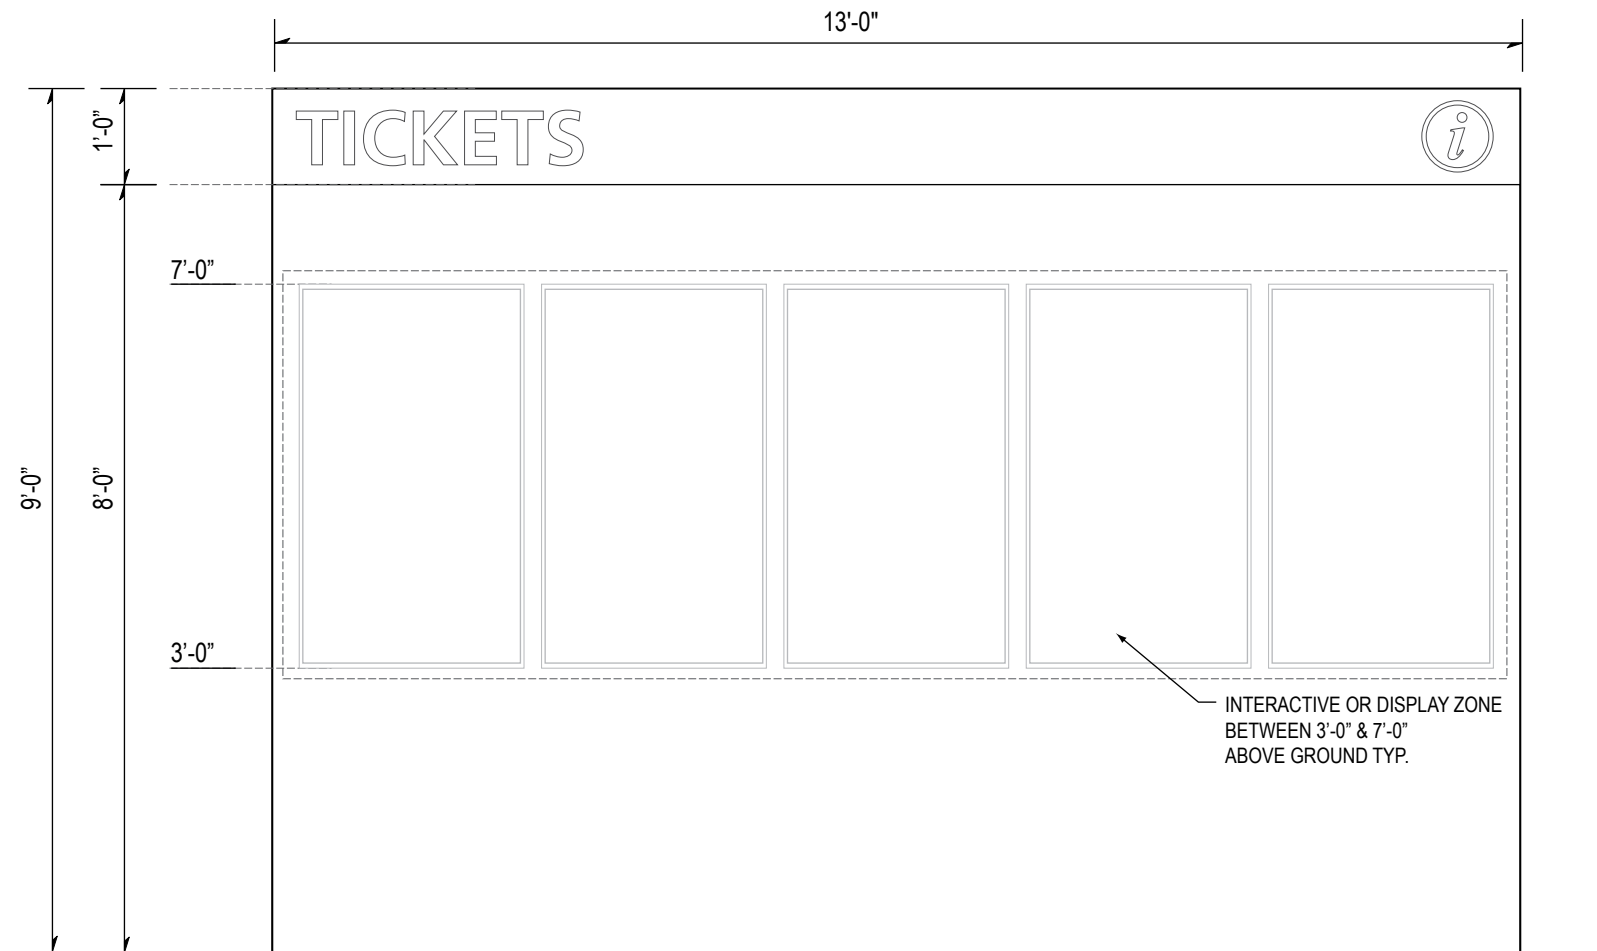 13'-0"
1’-0”
TICKETS
i
7’-0”
9’-0”
8’-0”
3’-0”
INTERACTIVE OR DISPLAY ZONE
BETWEEN 3’-0” & 7’-0”
ABOVE GROUND TYP.